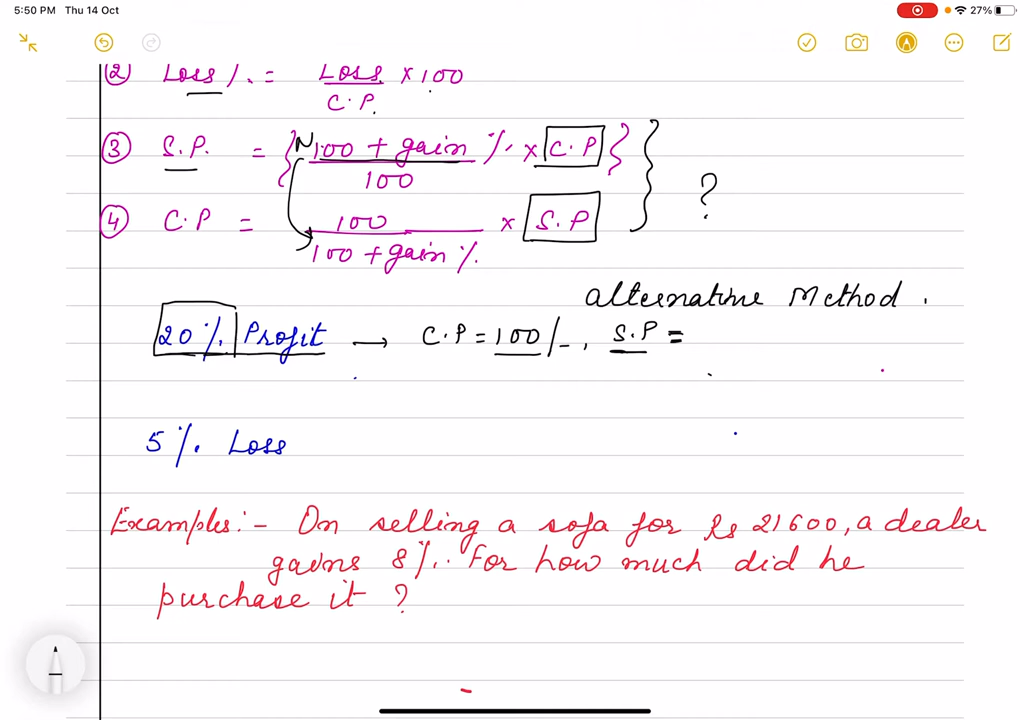 5:50 PM Thu 14 Oct
27%
② Loss % = Loss/C.P. × 100
③ S.P. = { 100 + gain %/100 × C.P } } ?
④ C.P = 100/100 + gain % × S.P
alternative Method .
20% Profit → C.P = 100/-, S.P =
5 % Loss
Examples:- On selling a sofa for Rs 21600, a dealer
gains 8%. For how much did he
purchase it ?